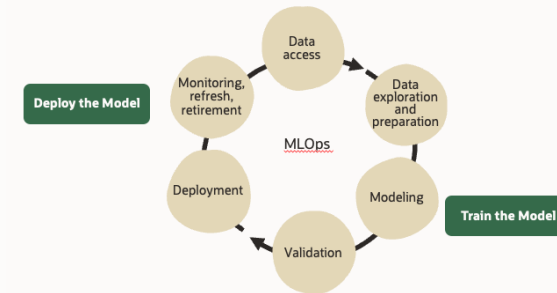 Data
access
Monitoring,
refresh,
retirement
Data
exploration
and
preparation
Deploy the Model
MLOps
Deployment
Modeling
Train the Model
Validation